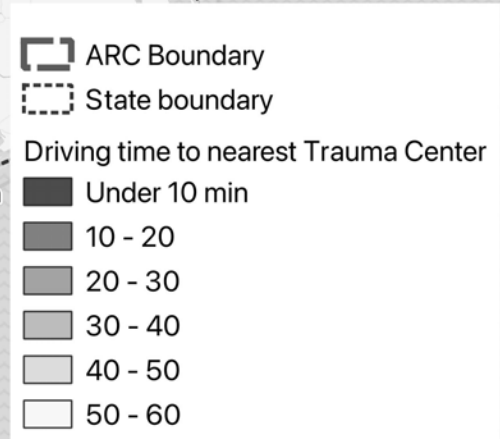 ARC Boundary
State boundary
Driving time to nearest Trauma Center
Under 10 min
10 - 20
20 - 30
30 - 40
40 - 50
50 - 60